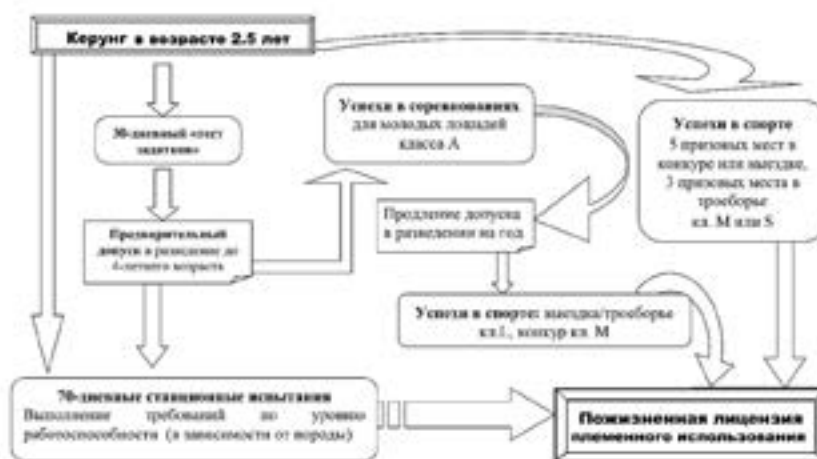 Керунг в возрасте 2.5 лет
30-дневный «тест
задатков»
Предварительный
допуск в разведение до
4-летнего возраста
Успехи в соревнованиях
для молодых лошадей
класса А
Продление допуска
в разведении на год
Успехи в спорте
5 призовых мест в
конкуре или выездке,
3 призовых места в
троеборье
кл. М или S
Успехи в спорте: выездка/троеборье
кл.L, конкур кл. М
70-дневные станционные испытания
Выполнение требований по уровню
работоспособности (в зависимости от породы)
Пожизненная лицензия
племенного использования